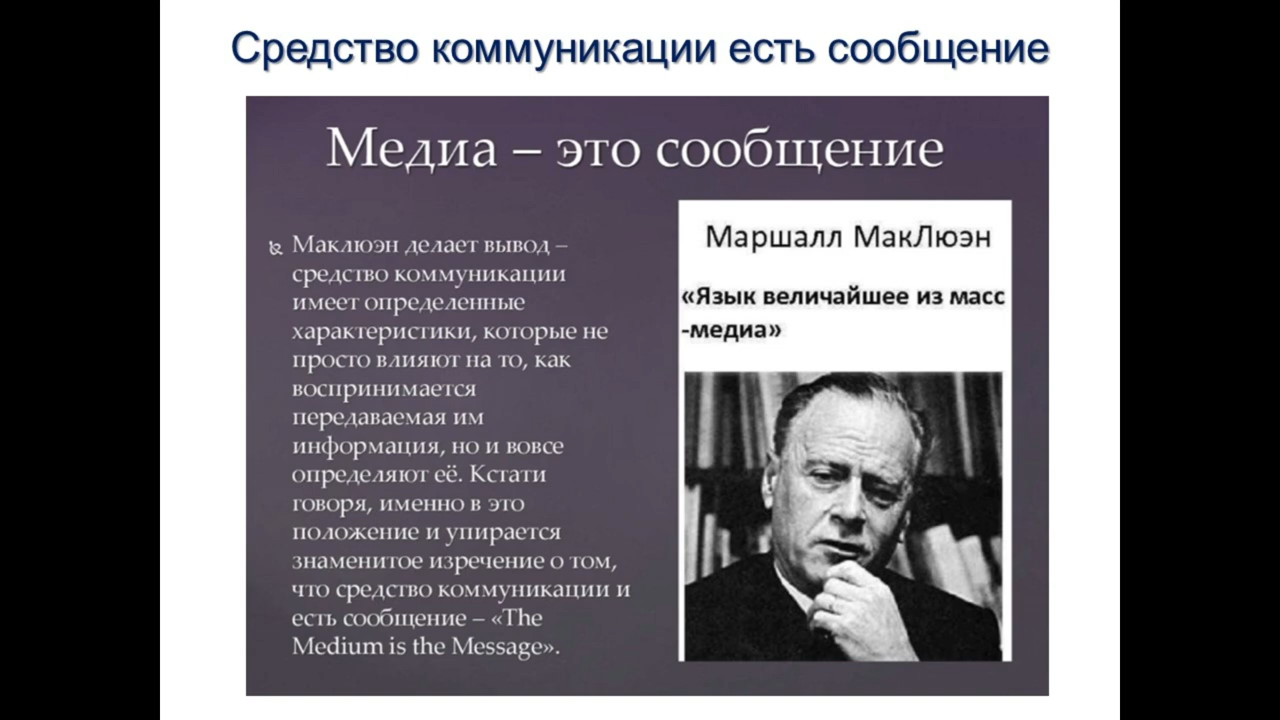 Средство коммуникации есть сообщение
Медиа – это сообщение
Маклюэн делает вывод –
средство коммуникации
имеет определенные
характеристики, которые не
просто влияют на то, как
воспринимается
передаваемая им
информация, но и вовсе
определяют её. Кстати
говоря, именно в это
положение и упирается
знаменитое изречение о том,
что средство коммуникации и
есть сообщение – «The
Medium is the Message».
Маршалл МакЛюэн
«Язык величайшее из масс
-медиа»